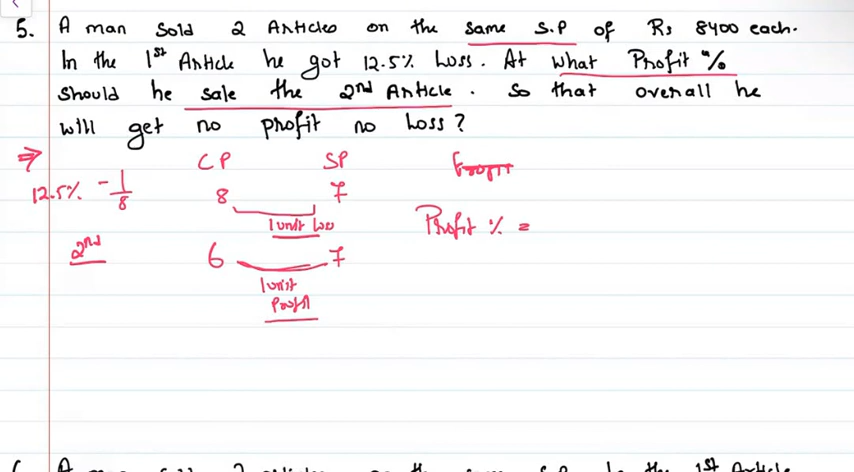 5. A man sold 2 Articles on the same S.P of Rs 8400 each.
In the 1st Article he got 12.5% Loss. At what Profit %
should he sale the 2nd Article. So that overall he
will get no profit no Loss?
⇒ CP SP Profit
12.5% - 1/8 8 7
1 unit Loss Profit % =
2nd 6 7
1 unit
Profit
A